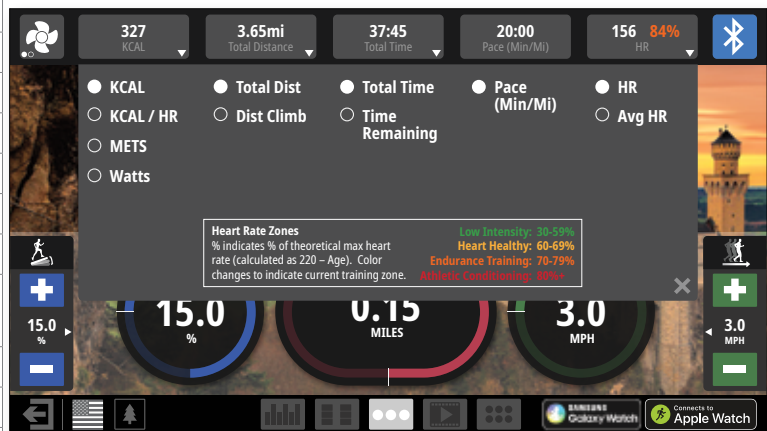 327
KCAL
3.65mi
Total Distance
37:45
Total Time
20:00
Pace (Min/Mi)
156 84%
HR
KCAL
KCAL / HR
METS
Watts
Total Dist
Dist Climb
Total Time
Time
Remaining
Pace
(Min/Mi)
HR
Avg HR
Heart Rate Zones
% indicates % of theoretical max heart
rate (calculated as 220 – Age). Color
changes to indicate current training zone.
Low Intensity: 30-59%
Heart Healthy: 60-69%
Endurance Training: 70-79%
Athletic Conditioning: 80%+
15.0
%
15.0
%
0.15
MILES
3.0
MPH
3.0
MPH
SAMSUNG
Galaxy Watch
Connects to
Apple Watch